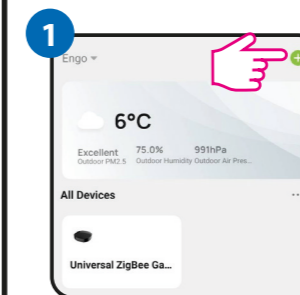 1
Engo
6°C
Excellent 75.0% 991hPa
Outdoor PM2.5 Outdoor Humidity Outdoor Air Pres...
All Devices
Universal ZigBee Ga...